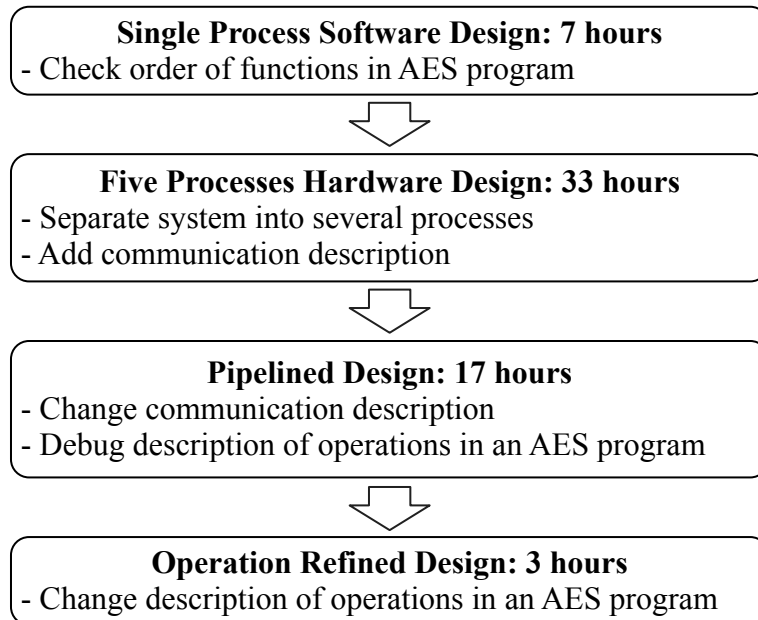 Single Process Software Design: 7 hours
- Check order of functions in AES program
Five Processes Hardware Design: 33 hours
- Separate system into several processes
- Add communication description
Pipelined Design: 17 hours
- Change communication description
- Debug description of operations in an AES program
Operation Refined Design: 3 hours
- Change description of operations in an AES program